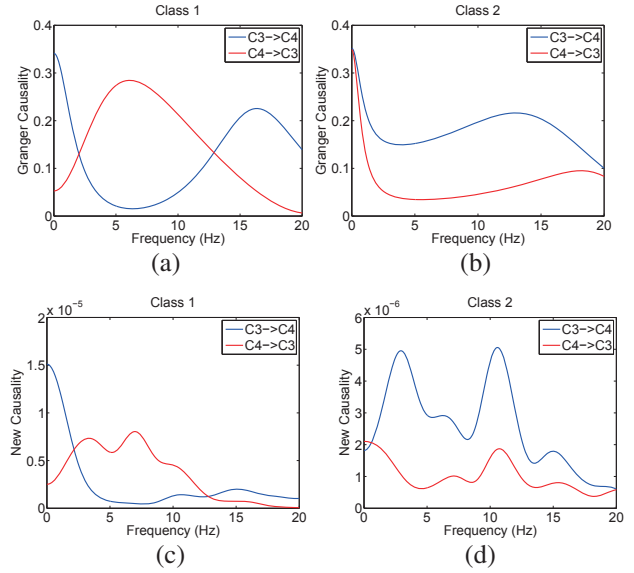 Class 1
C3->C4
C4->C3
Granger Causality
0.4
0.3
0.2
0.1
0
0 5 10 15 20
Frequency (Hz)
(a)
Class 2
C3->C4
C4->C3
Granger Causality
0.4
0.3
0.2
0.1
0
0 5 10 15 20
Frequency (Hz)
(b)
Class 1
x 10⁻⁵
C3->C4
C4->C3
New Causality
2
1.5
1
0.5
0
0 5 10 15 20
Frequency (Hz)
(c)
Class 2
x 10⁻⁶
C3->C4
C4->C3
New Causality
6
5
4
3
2
1
0
0 5 10 15 20
Frequency (Hz)
(d)